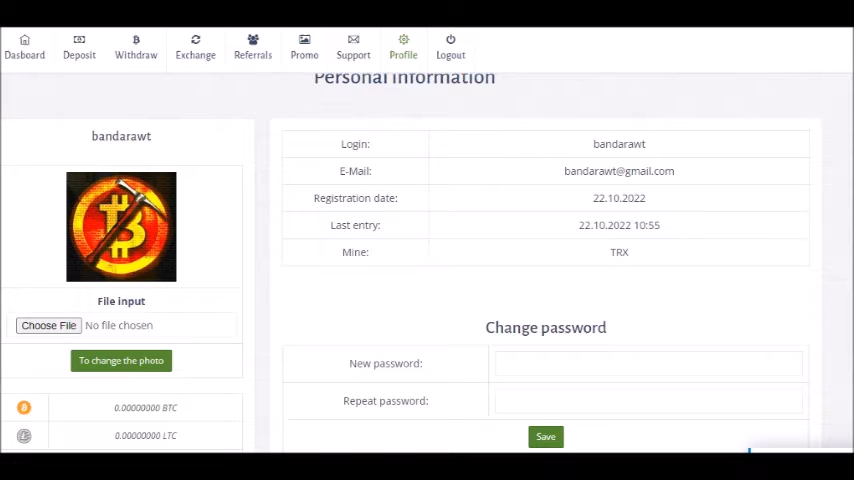 Dasboard Deposit Withdraw Exchange Referrals Promo Support Profile Logout
Personal Information
bandarawt
File input
Choose File No file chosen
To change the photo
0.00000000 BTC
0.00000000 LTC
Login: bandarawt
E-Mail: bandarawt@gmail.com
Registration date: 22.10.2022
Last entry: 22.10.2022 10:55
Mine: TRX
Change password
New password:
Repeat password:
Save